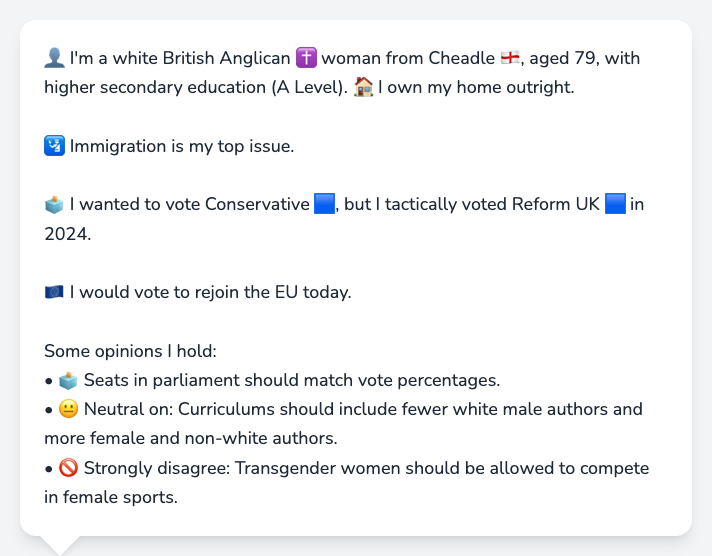 👤 I'm a white British Anglican ✝️ woman from Cheadle 🏴󠁧󠁢󠁥󠁮󠁧󠁿, aged 79, with
higher secondary education (A Level). 🏠 I own my home outright.
🛂 Immigration is my top issue.
🗳️ I wanted to vote Conservative 🟦, but I tactically voted Reform UK 🟦 in
2024.
🇪🇺 I would vote to rejoin the EU today.
Some opinions I hold:
• 🗳️ Seats in parliament should match vote percentages.
• 😐 Neutral on: Curriculums should include fewer white male authors and
more female and non-white authors.
• 🚫 Strongly disagree: Transgender women should be allowed to compete
in female sports.